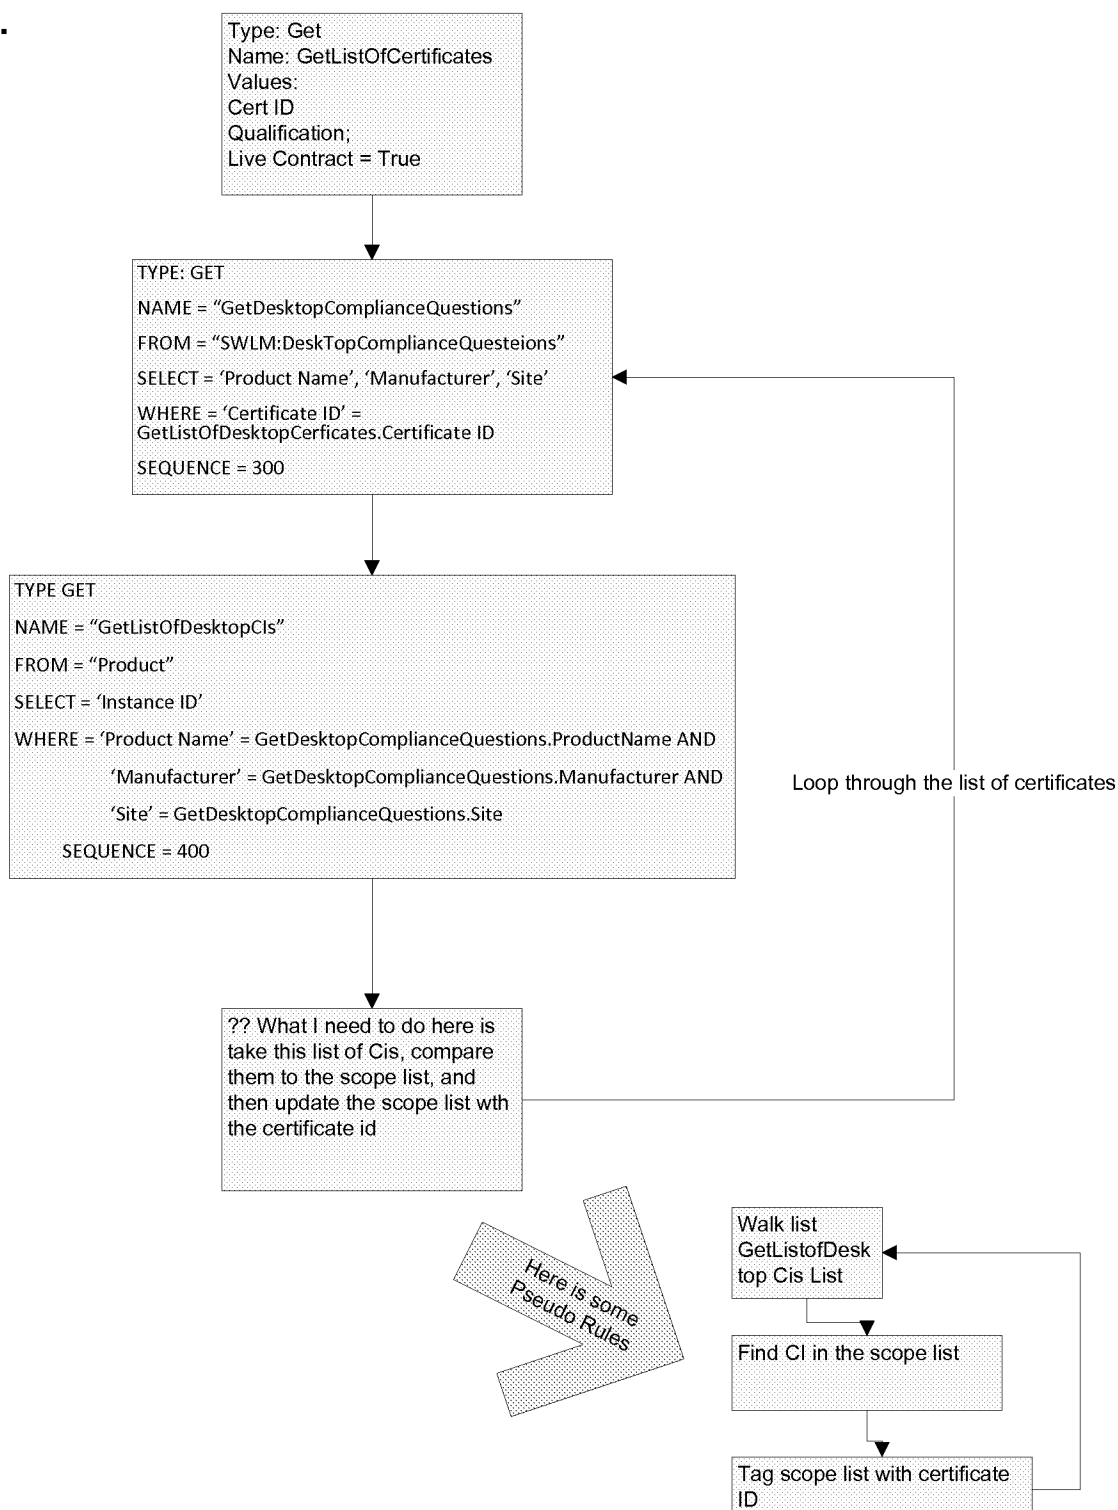 .
Type: Get
Name: GetListOfCertificates
Values:
Cert ID
Qualification;
Live Contract = True
TYPE: GET
NAME = “GetDesktopComplianceQuestions”
FROM = “SWLM:DeskTopComplianceQuesteions”
SELECT = ‘Product Name’, ‘Manufacturer’, ‘Site’
WHERE = ‘Certificate ID’ =
GetListOfDesktopCerficates.Certificate ID
SEQUENCE = 300
TYPE GET
NAME = “GetListOfDesktopCIs”
FROM = “Product”
SELECT = ‘Instance ID’
WHERE = ‘Product Name’ = GetDesktopComplianceQuestions.ProductName AND
‘Manufacturer’ = GetDesktopComplianceQuestions.Manufacturer AND
‘Site’ = GetDesktopComplianceQuestions.Site
SEQUENCE = 400
Loop through the list of certificates
?? What I need to do here is
take this list of Cis, compare
them to the scope list, and
then update the scope list wth
the certificate id
Here is some
Pseudo Rules
Walk list
GetListofDesk
top Cis List
Find CI in the scope list
Tag scope list with certificate
ID